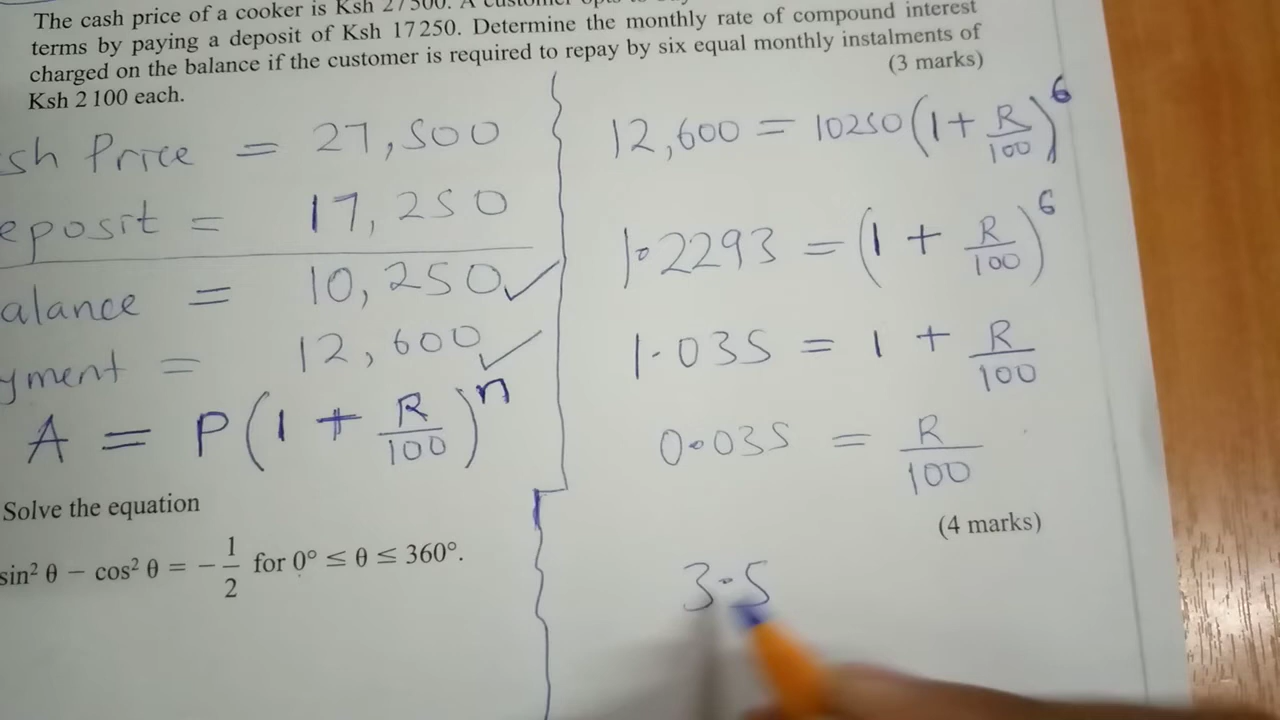 The cash price of a cooker is Ksh 27500. A customer opts to
terms by paying a deposit of Ksh 17250. Determine the monthly rate of compound interest
charged on the balance if the customer is required to repay by six equal monthly instalments of
Ksh 2 100 each.
(3 marks)
sh Price = 27,500
eposit = 17,250
alance = 10,250 ✓
yment = 12,600 ✓
A = P(1 + R/100)^n
12,600 = 10250(1 + R/100)^6
1.2293 = (1 + R/100)^6
1.035 = 1 + R/100
0.035 = R/100
3.5
Solve the equation
(4 marks)
sin² θ − cos² θ = −1/2 for 0° ≤ θ ≤ 360°.